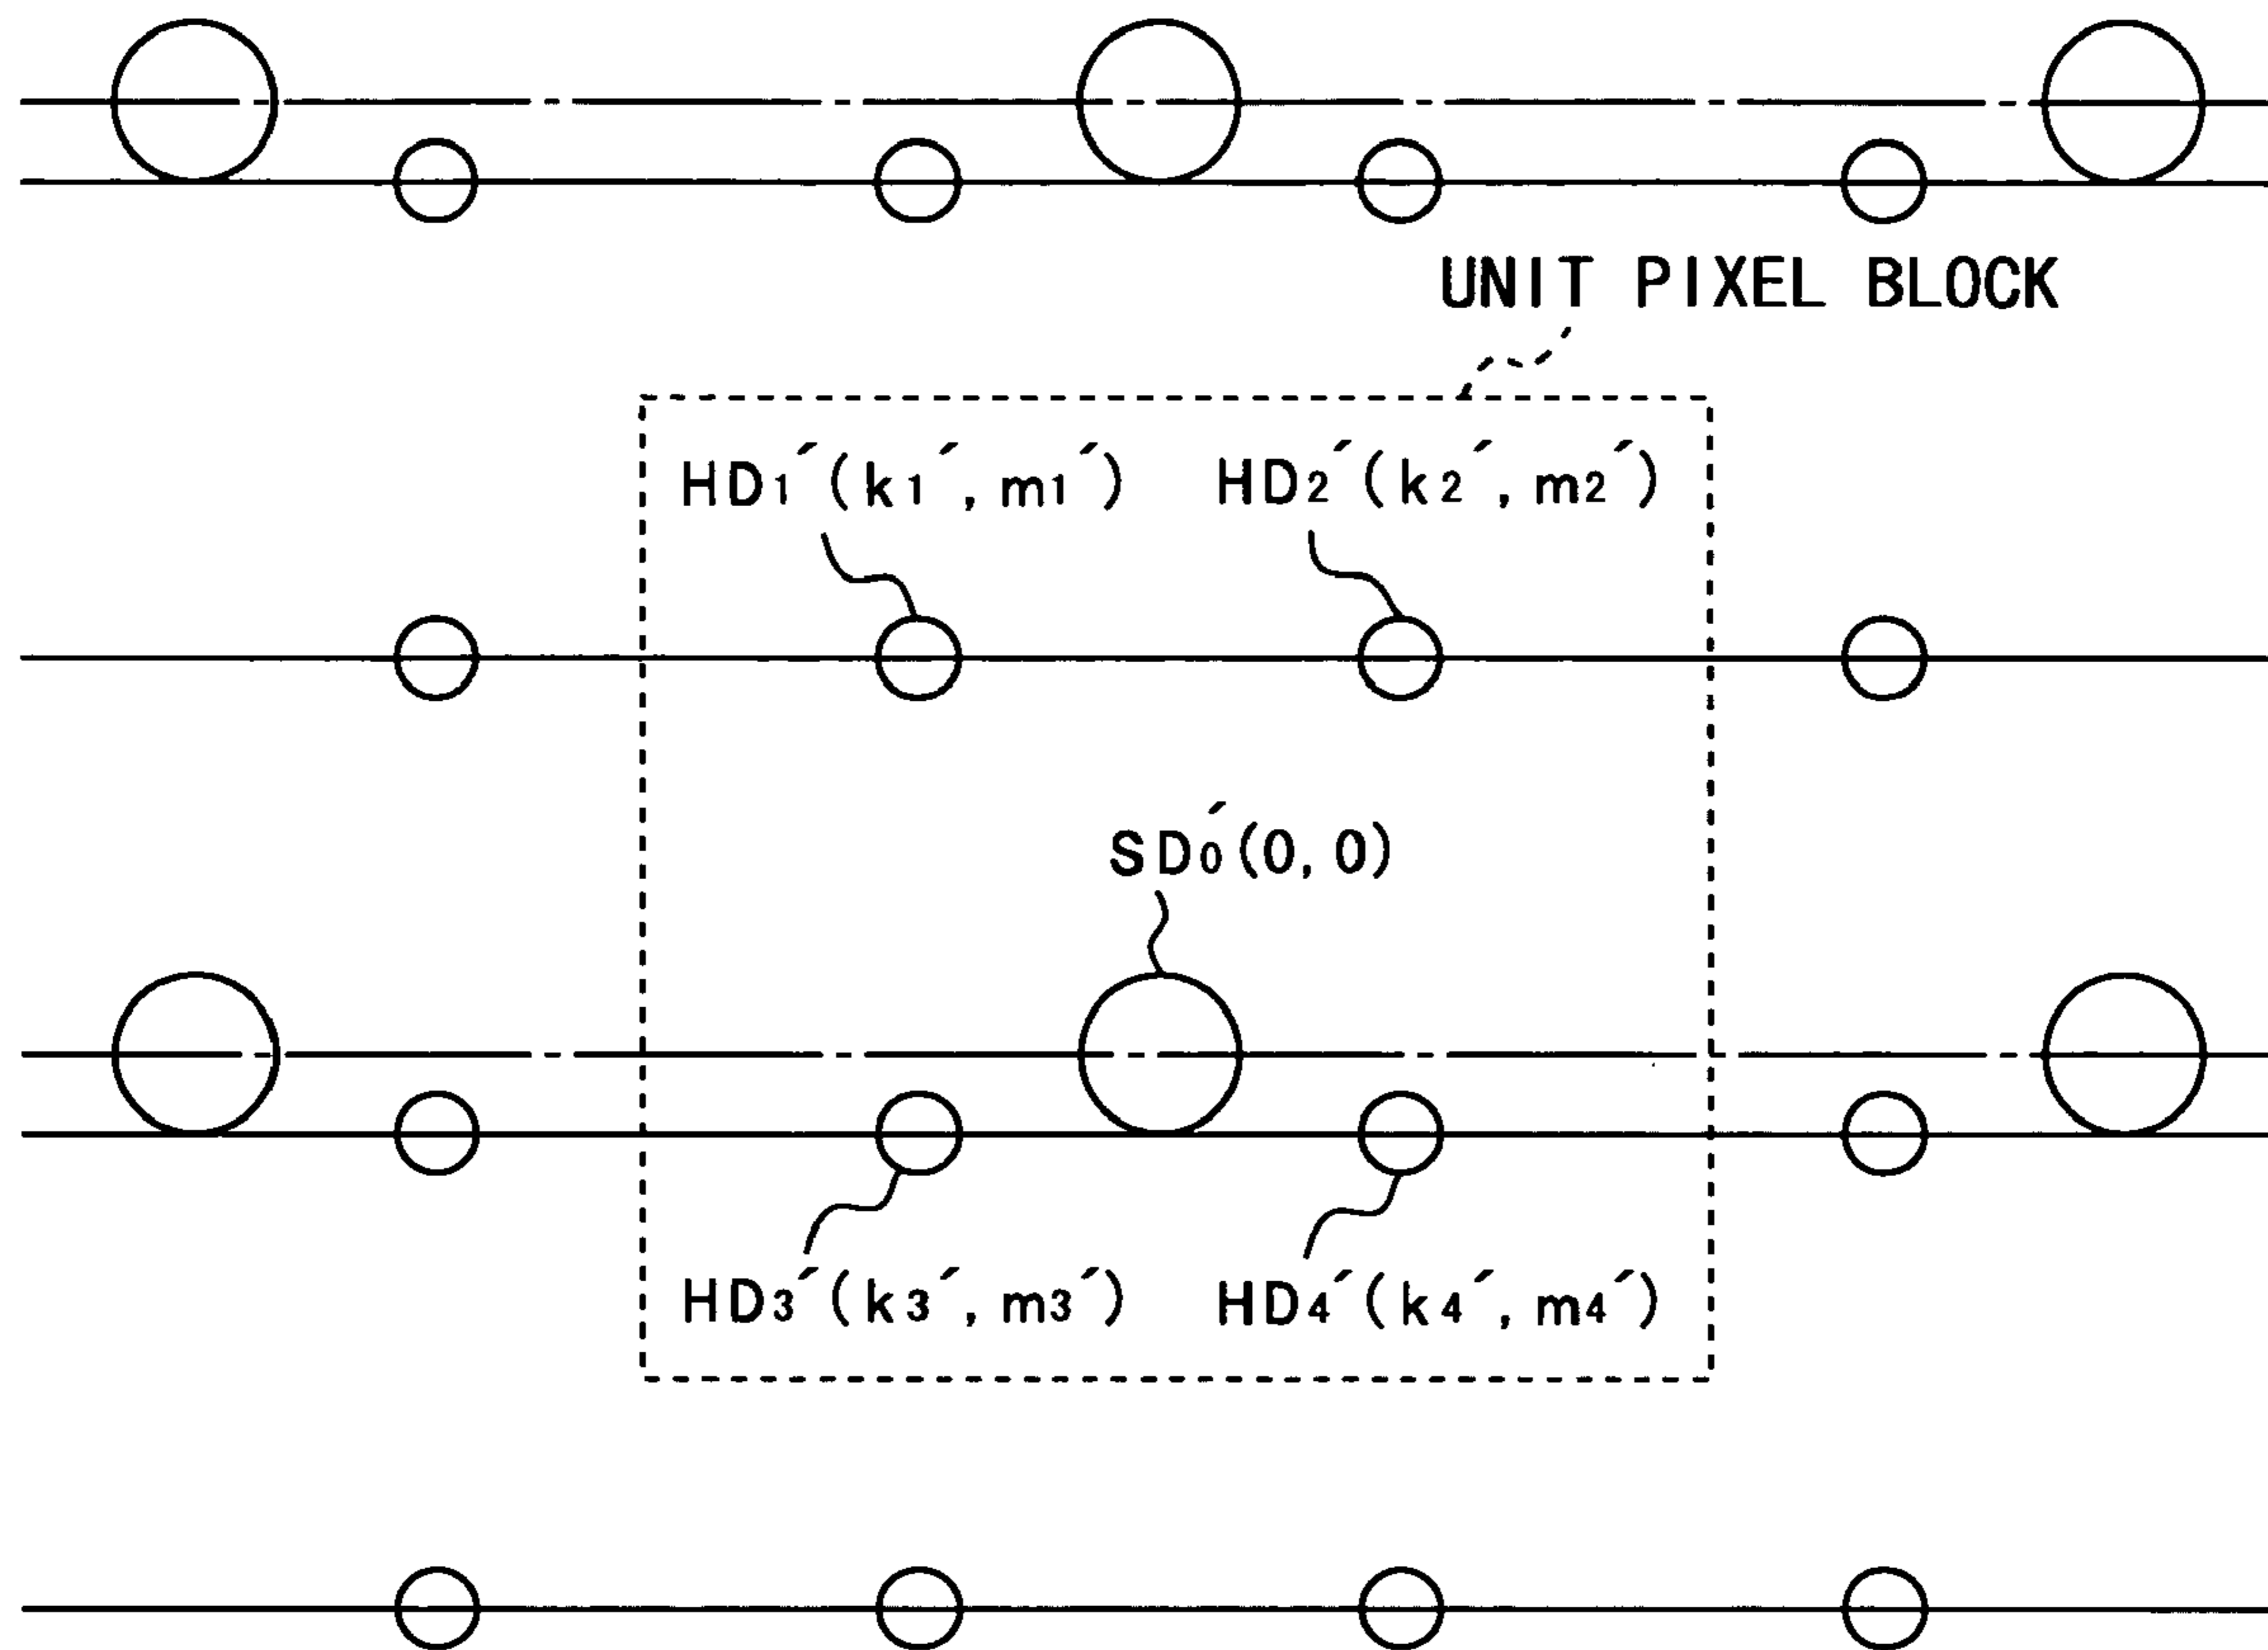 UNIT PIXEL BLOCK
HD₁´(k₁´, m₁´) HD₂´(k₂´, m₂´)
SD₀´(0, 0)
HD₃´(k₃´, m₃´) HD₄´(k₄´, m₄´)